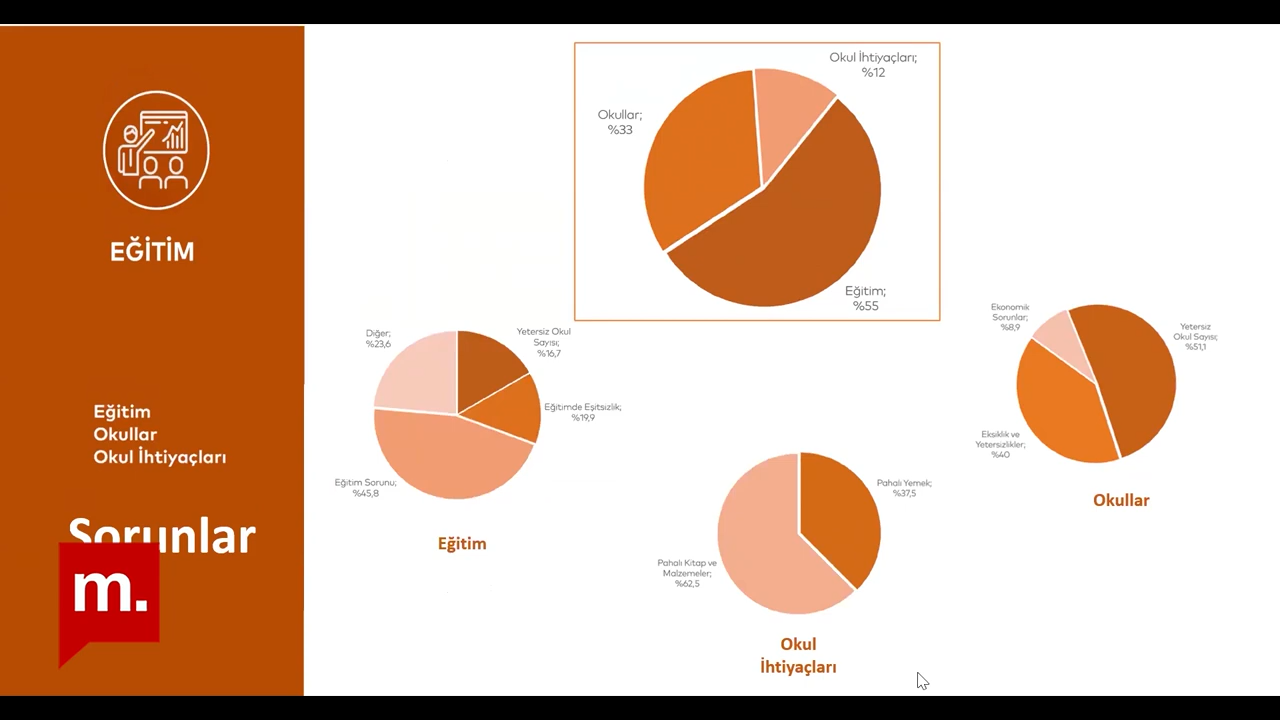 EĞİTİM
Eğitim
Okullar
Okul İhtiyaçları
Sorunlar
m.
Okul İhtiyaçları;
%12
Okullar;
%33
Eğitim;
%55
Diğer;
%23,6
Yetersiz Okul
Sayısı;
%16,7
Eğitimde Eşitsizlik;
%19,9
Eğitim Sorunu;
%45,8
Eğitim
Pahalı Yemek;
%37,5
Pahalı Kitap ve
Malzemeler;
%62,5
Okul
İhtiyaçları
Ekonomik
Sorunlar;
%8,9
Yetersiz
Okul Sayısı;
%51,1
Eksiklik ve
Yetersizlikler;
%40
Okullar